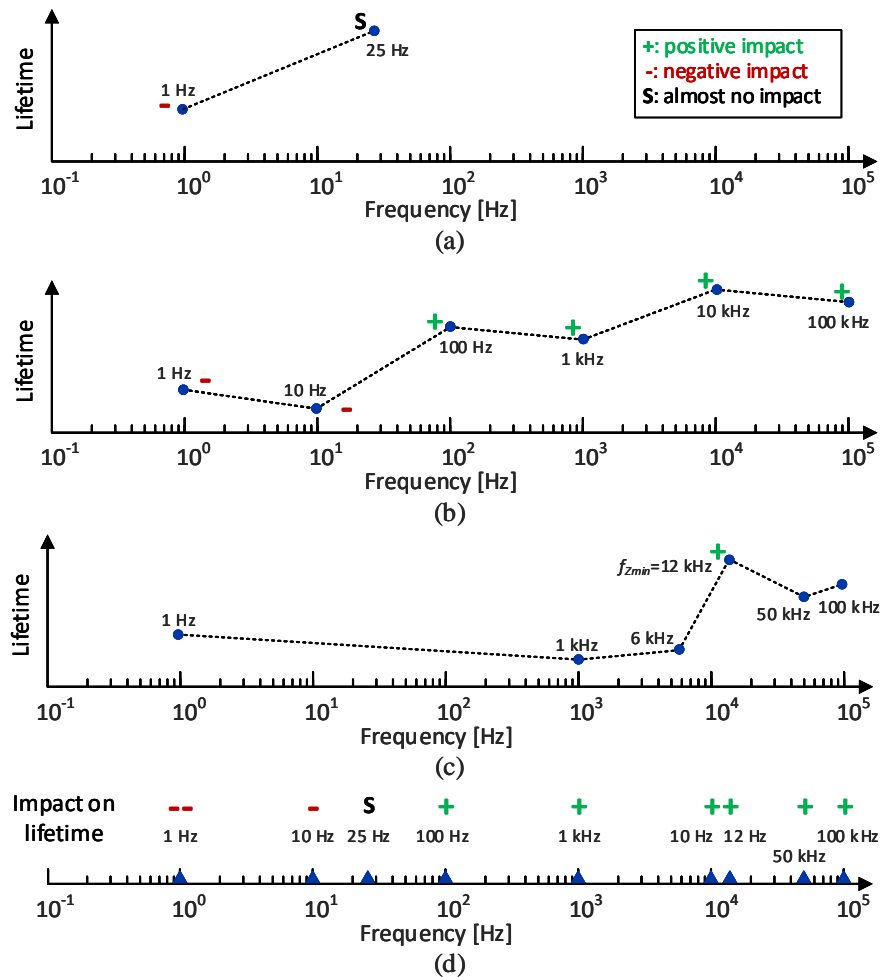 S
25 Hz
1 Hz
-
+: positive impact
-: negative impact
S: almost no impact
Lifetime
10^-1 10^0 10^1 10^2 10^3 10^4 10^5
Frequency [Hz]
(a)
+ 10 kHz
+ 100 kHz
+ 100 Hz
+ 1 kHz
1 Hz -
10 Hz -
Lifetime
10^-1 10^0 10^1 10^2 10^3 10^4 10^5
Frequency [Hz]
(b)
+
fZmin=12 kHz
50 kHz 100 kHz
1 Hz
1 kHz 6 kHz
Lifetime
10^-1 10^0 10^1 10^2 10^3 10^4 10^5
Frequency [Hz]
(c)
Impact on
lifetime
-- - S + + + + + +
1 Hz 10 Hz 25 Hz 100 Hz 1 kHz 10 Hz 12 Hz 100 kHz
50 kHz
10^-1 10^0 10^1 10^2 10^3 10^4 10^5
Frequency [Hz]
(d)